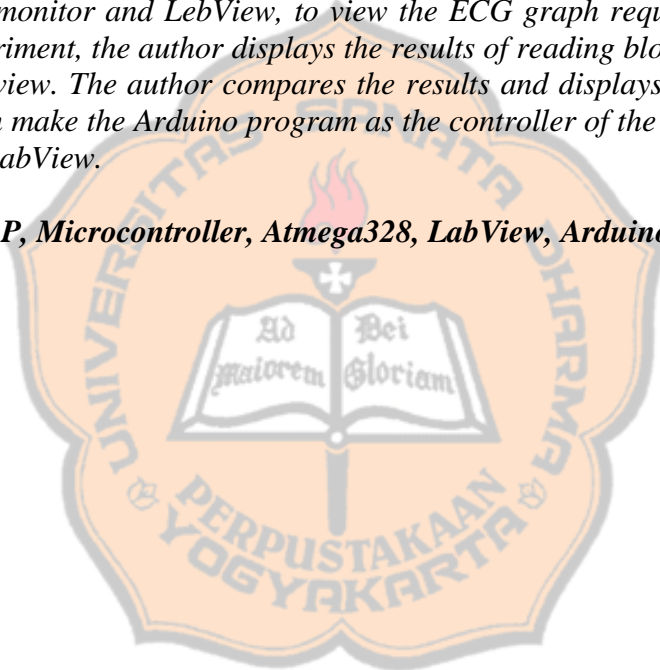 monitor and LebView, to view the ECG graph requ
riment, the author displays the results of reading blo
view. The author compares the results and displays
n make the Arduino program as the controller of the
LabView.
P, Microcontroller, Atmega328, LabView, Arduino
UNIVERSITAS SANATA DHARMA
Ad Dei
maiorem Gloriam
PERPUSTAKAAN
YOGYAKARTA